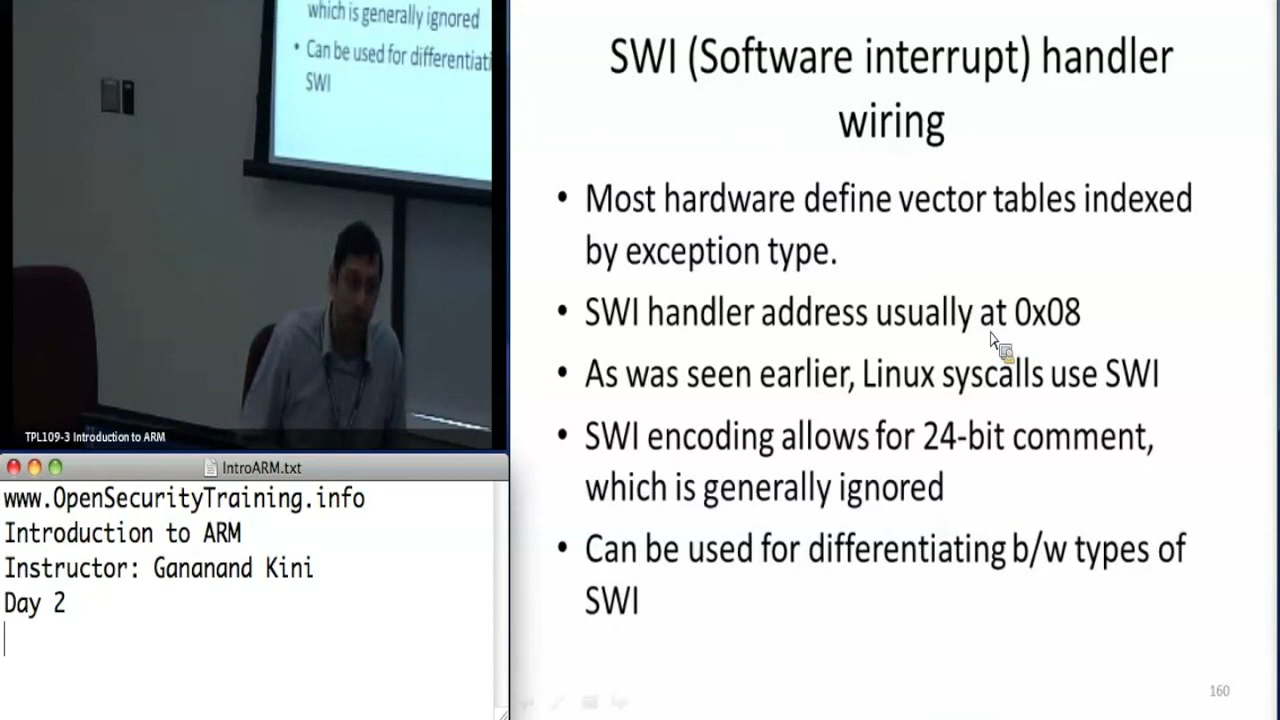 which is generally ignored
• Can be used for differentiati
SWI
TPL109-3 Introduction to ARM
IntroARM.txt
www.OpenSecurityTraining.info
Introduction to ARM
Instructor: Gananand Kini
Day 2
SWI (Software interrupt) handler
wiring
• Most hardware define vector tables indexed
by exception type.
• SWI handler address usually at 0x08
• As was seen earlier, Linux syscalls use SWI
• SWI encoding allows for 24-bit comment,
which is generally ignored
• Can be used for differentiating b/w types of
SWI
160